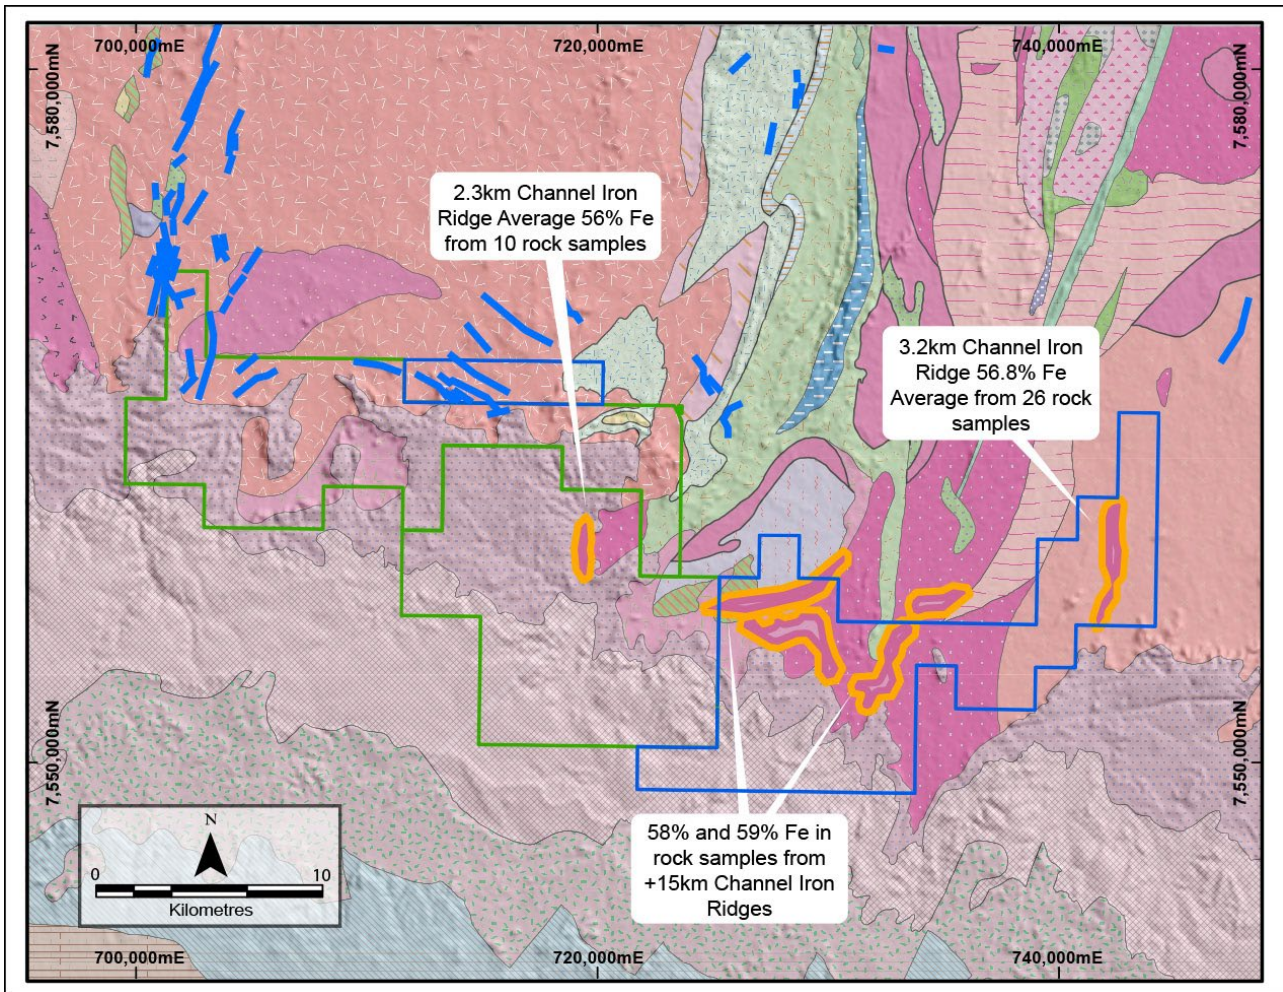 700,000mE
720,000mE
740,000mE
7,580,000mN
7,580,000mN
2.3km Channel Iron
Ridge Average 56% Fe
from 10 rock samples
3.2km Channel Iron
Ridge 56.8% Fe
Average from 26 rock
samples
7,550,000mN
7,550,000mN
58% and 59% Fe in
rock samples from
+15km Channel Iron
Ridges
N
0
10
Kilometres
700,000mE
720,000mE
740,000mE